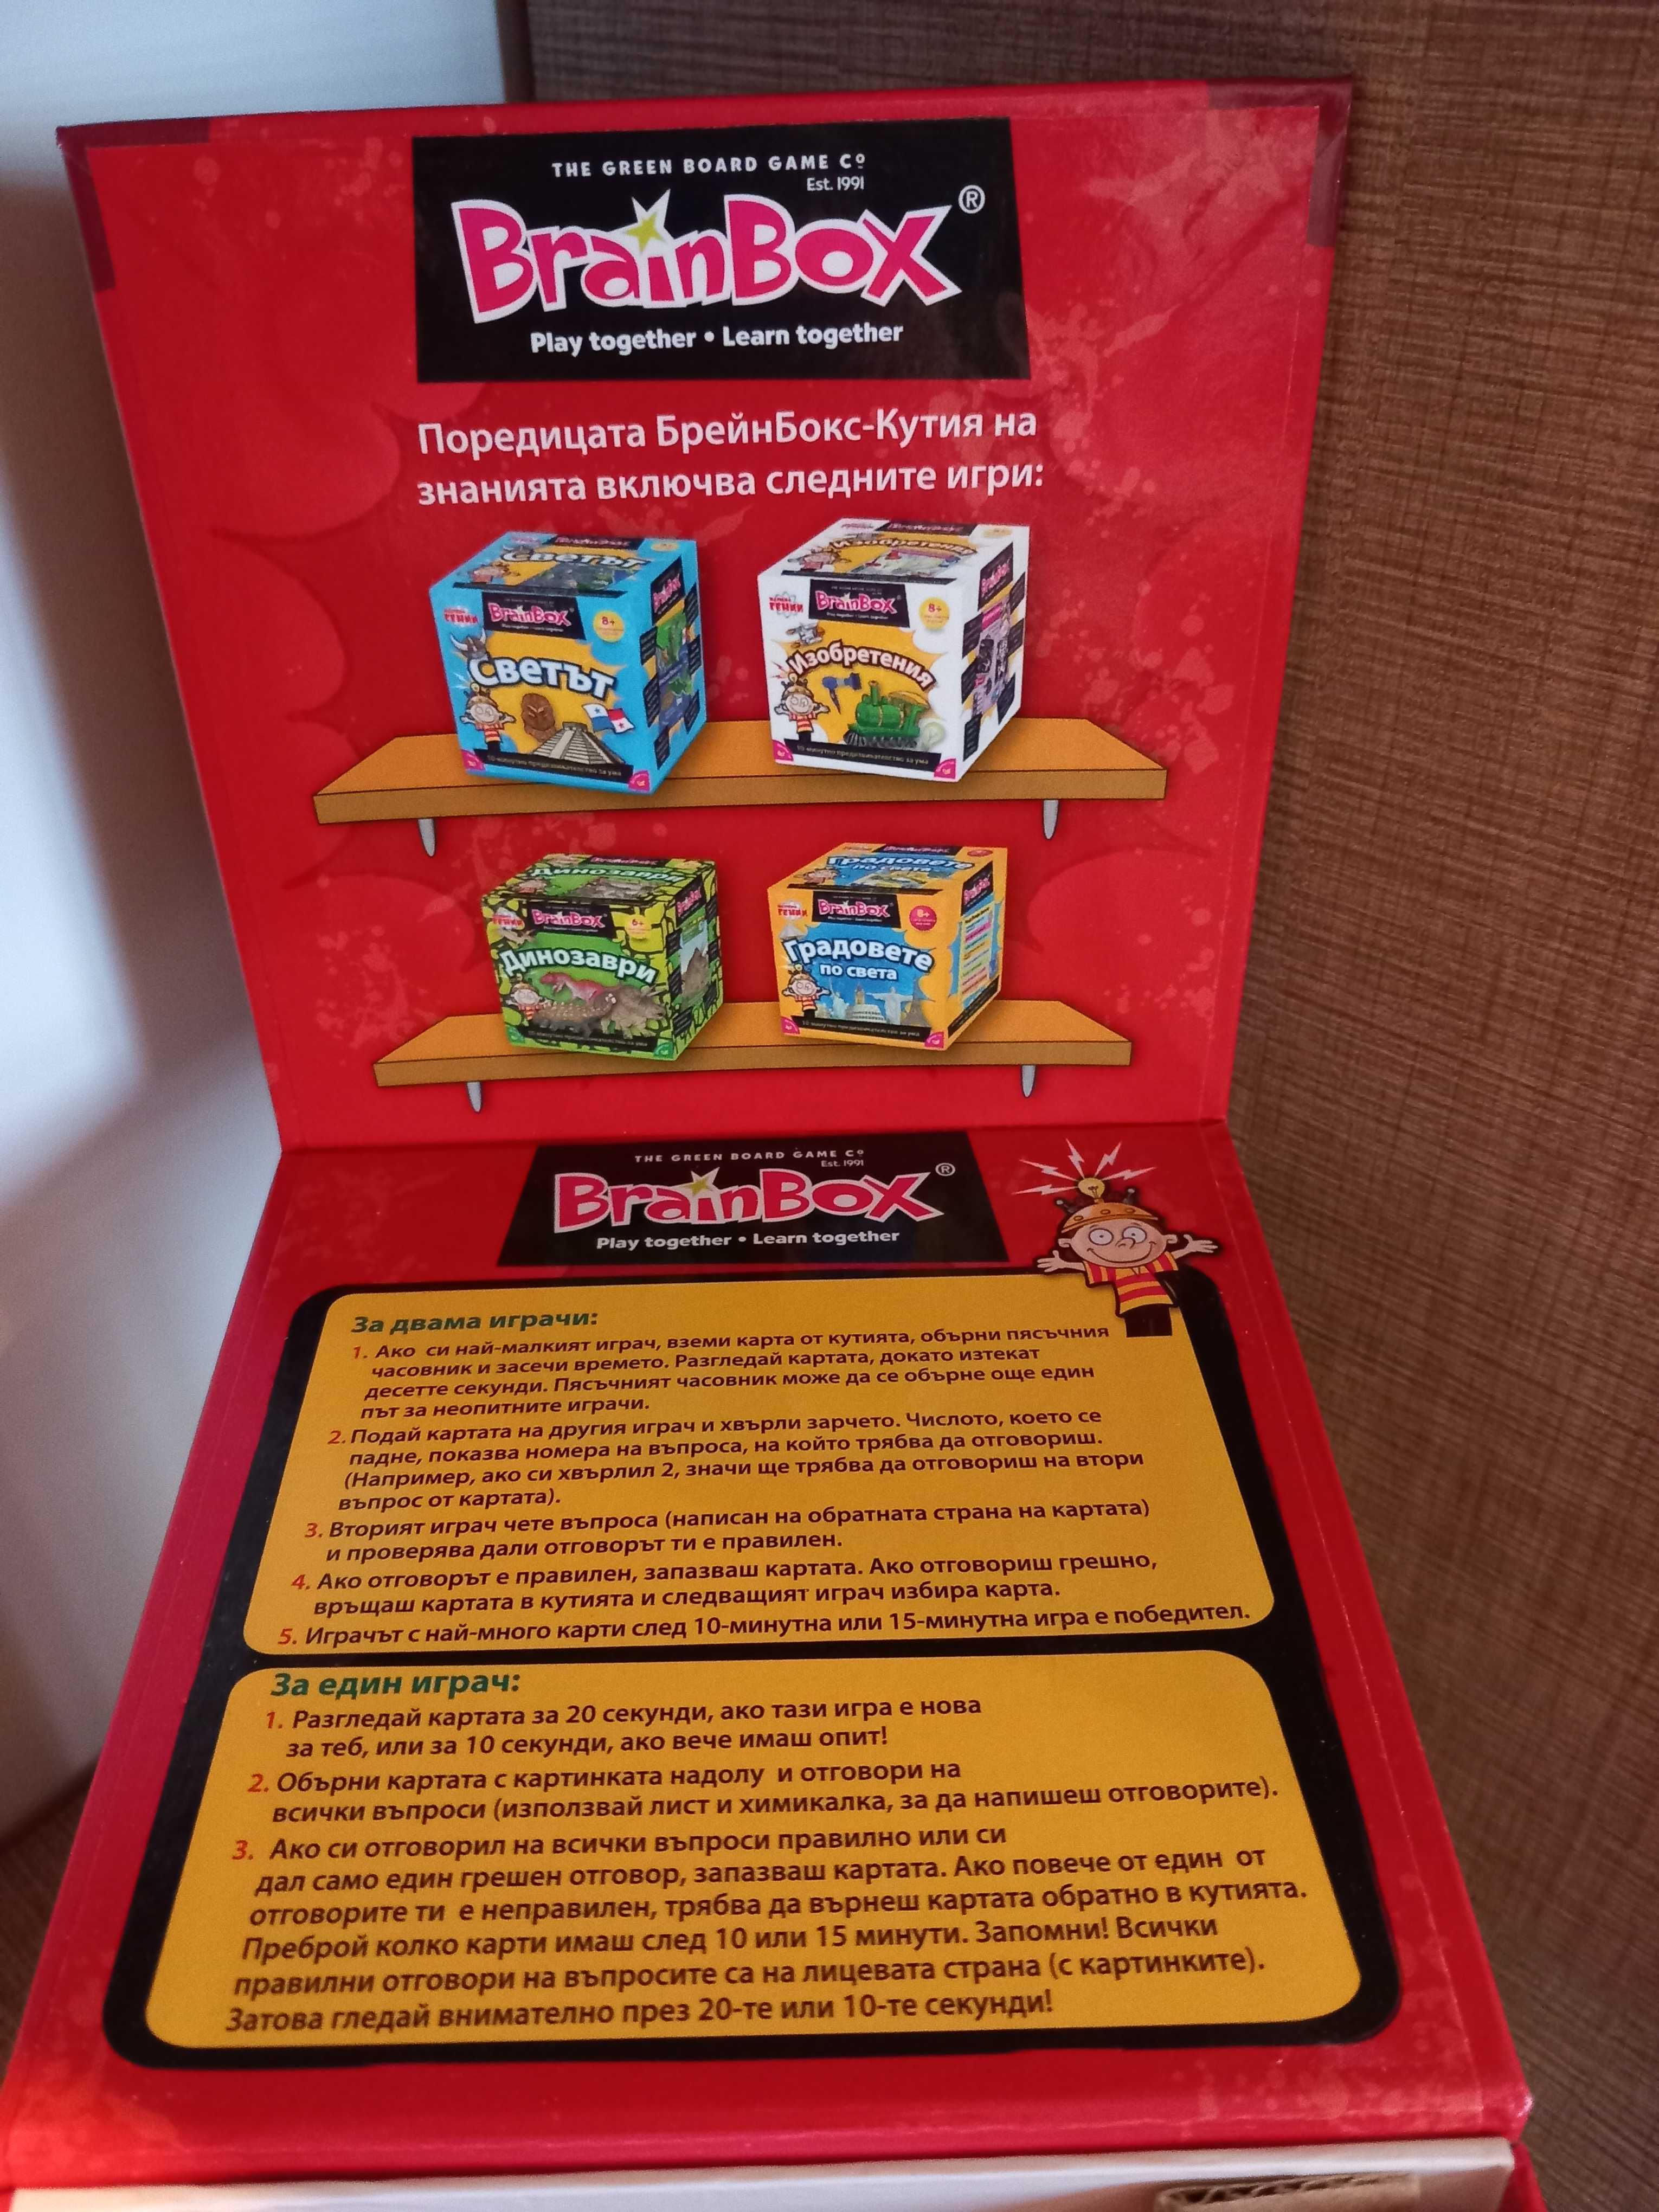 THE GREEN BOARD GAME Cº
Est. 1991
BrainBox®
Play together • Learn together
Поредицата БрейнБокс-Кутия на
знанията включва следните игри:
Светът
BrainBox
8+
Светът
Изобретения
BrainBox
8+
Изобретения
Динозаври
BrainBox
6+
Динозаври
Градовете
по света
BrainBox
8+
Градовете
по света
THE GREEN BOARD GAME Cº
Est. 1991
BrainBox®
Play together • Learn together
За двама играчи:
1. Ако си най-малкият играч, вземи карта от кутията, обърни пясъчния
часовник и засечи времето. Разгледай картата, докато изтекат
десетте секунди. Пясъчният часовник може да се обърне още един
път за неопитните играчи.
2. Подай картата на другия играч и хвърли зарчето. Числото, което се
падне, показва номера на въпроса, на който трябва да отговориш.
(Например, ако си хвърлил 2, значи ще трябва да отговориш на втори
въпрос от картата).
3. Вторият играч чете въпроса (написан на обратната страна на картата)
и проверява дали отговорът ти е правилен.
4. Ако отговорът е правилен, запазваш картата. Ако отговориш грешно,
връщаш картата в кутията и следващият играч избира карта.
5. Играчът с най-много карти след 10-минутна или 15-минутна игра е победител.
За един играч:
1. Разгледай картата за 20 секунди, ако тази игра е нова
за теб, или за 10 секунди, ако вече имаш опит!
2. Обърни картата с картинката надолу и отговори на
всички въпроси (използвай лист и химикалка, за да напишеш отговорите).
3. Ако си отговорил на всички въпроси правилно или си
дал само един грешен отговор, запазваш картата. Ако повече от един от
отговорите ти е неправилен, трябва да върнеш картата обратно в кутията.
Преброй колко карти имаш след 10 или 15 минути. Запомни! Всички
правилни отговори на въпросите са на лицевата страна (с картинките).
Затова гледай внимателно през 20-те или 10-те секунди!